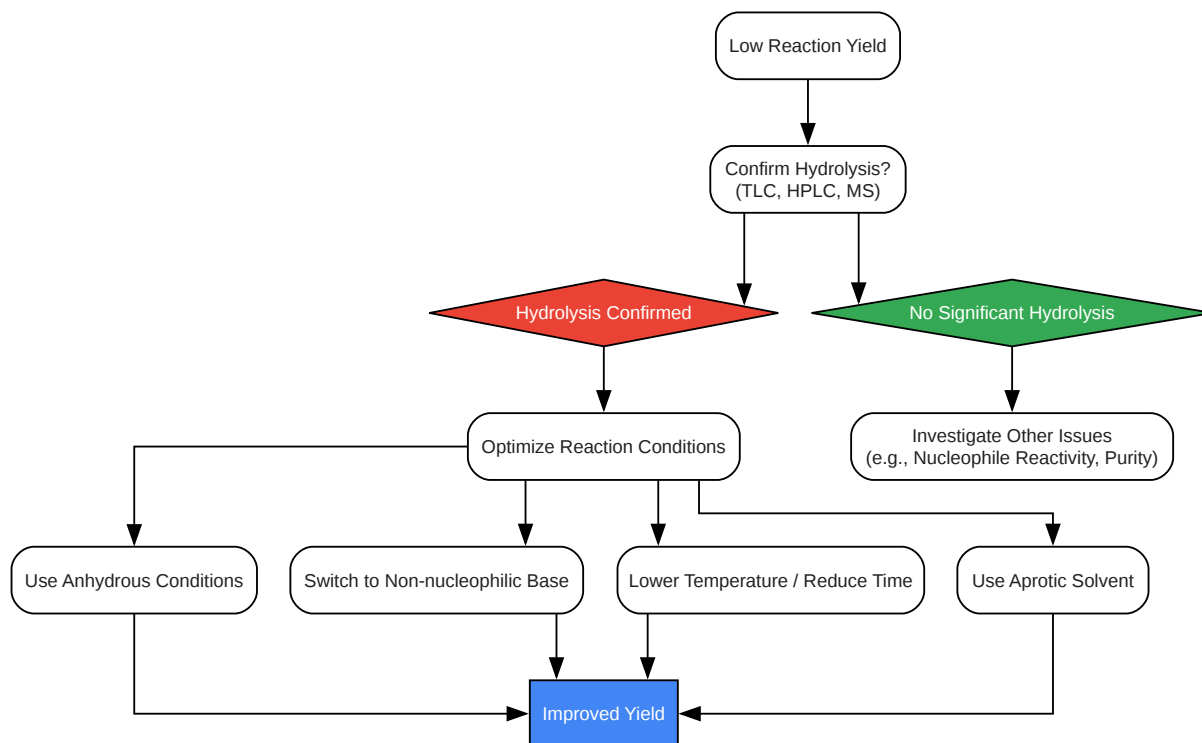 Low Reaction Yield
Confirm Hydrolysis?
(TLC, HPLC, MS)
Hydrolysis Confirmed
No Significant Hydrolysis
Optimize Reaction Conditions
Investigate Other Issues
(e.g., Nucleophile Reactivity, Purity)
Use Anhydrous Conditions
Switch to Non-nucleophilic Base
Lower Temperature / Reduce Time
Use Aprotic Solvent
Improved Yield